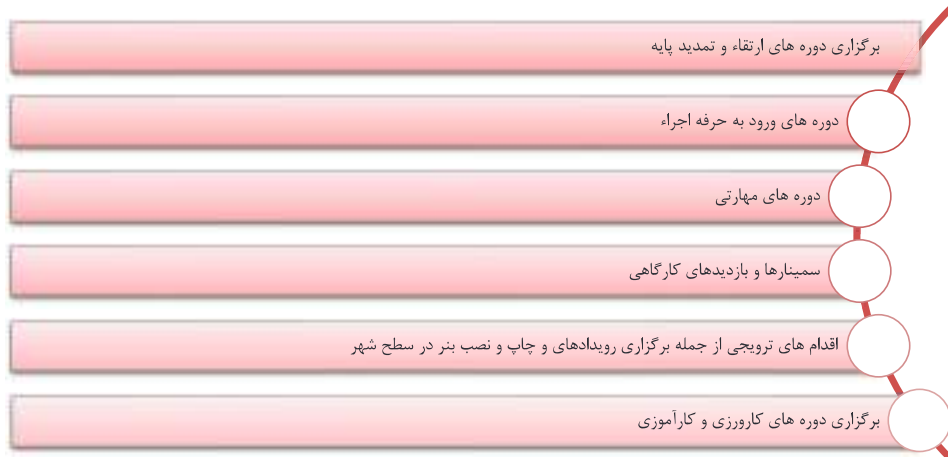 برگزاری دوره های ارتقاء و تمدید پایه
دوره های ورود به حرفه اجراء
دوره های مهارتی
سمینارها و بازدیدهای کارگاهی
اقدام های ترویجی از جمله برگزاری رویدادهای و چاپ و نصب بنر در سطح شهر
برگزاری دوره های کارورزی و کارآموزی